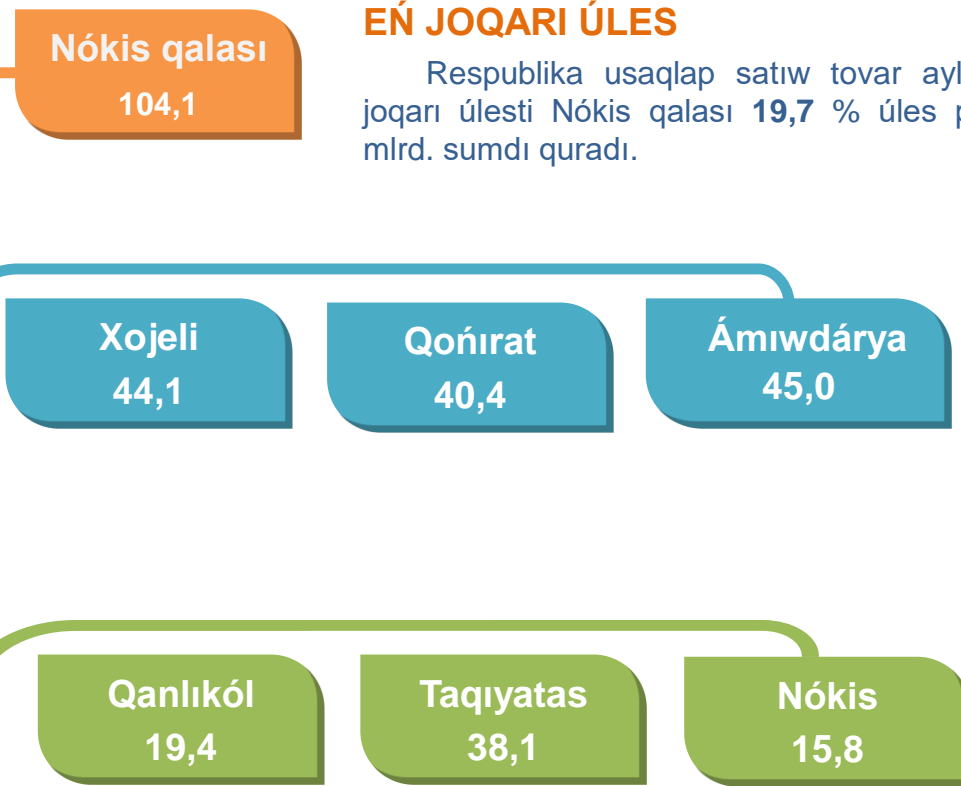 Nókis qalası
104,1
EŃ JOQARI ÚLES
Respublika usaqlap satıw tovar
joqarı úlesti Nókis qalası 19,7 % úles
mlrd. sumdı quradı.
Xojeli
44,1
Qońırat
40,4
Ámıwdárya
45,0
Qanlıkól
19,4
Taqıyatas
38,1
Nókis
15,8